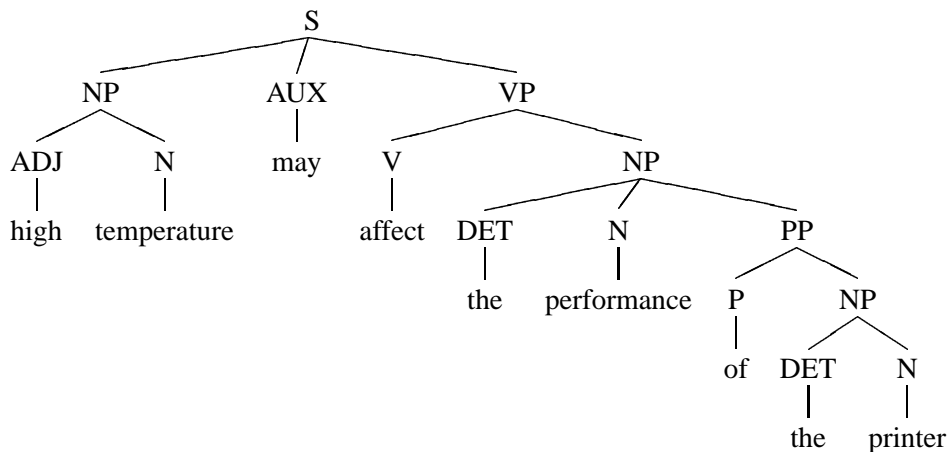 S
NP AUX VP
ADJ N may V NP
high temperature affect DET N PP
the performance P NP
of DET N
the printer